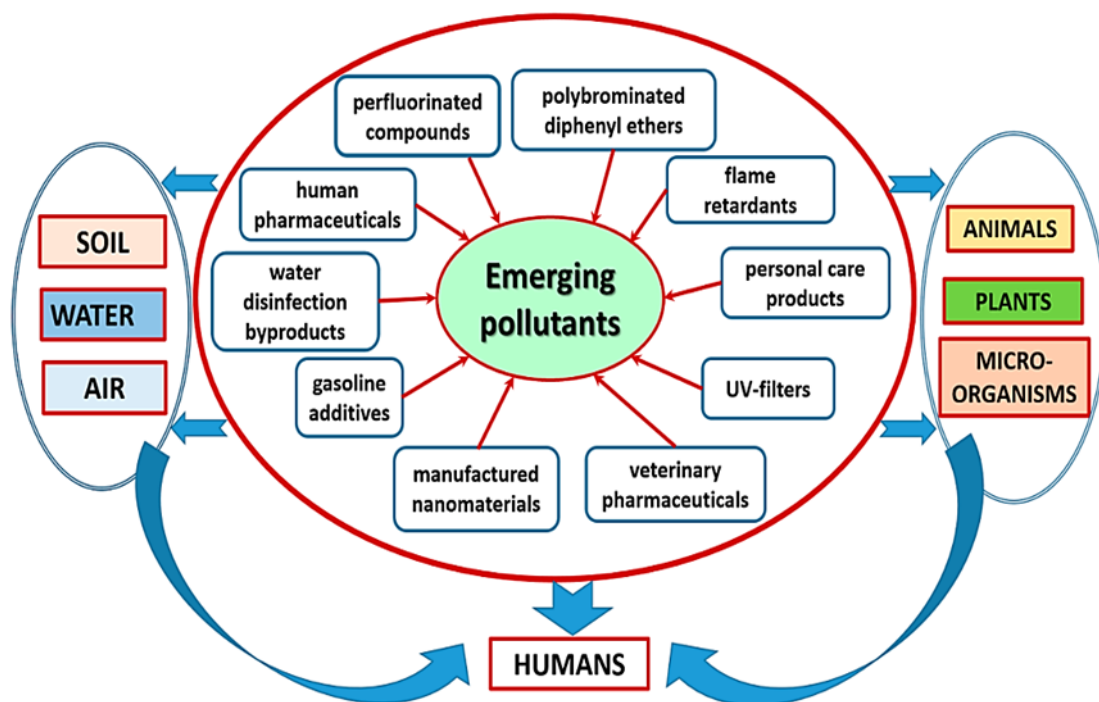 perfluorinated
compounds
polybrominated
diphenyl ethers
human
pharmaceuticals
flame
retardants
SOIL
WATER
AIR
water
disinfection
byproducts
Emerging
pollutants
personal care
products
ANIMALS
PLANTS
MICRO-
ORGANISMS
gasoline
additives
UV-filters
manufactured
nanomaterials
veterinary
pharmaceuticals
HUMANS